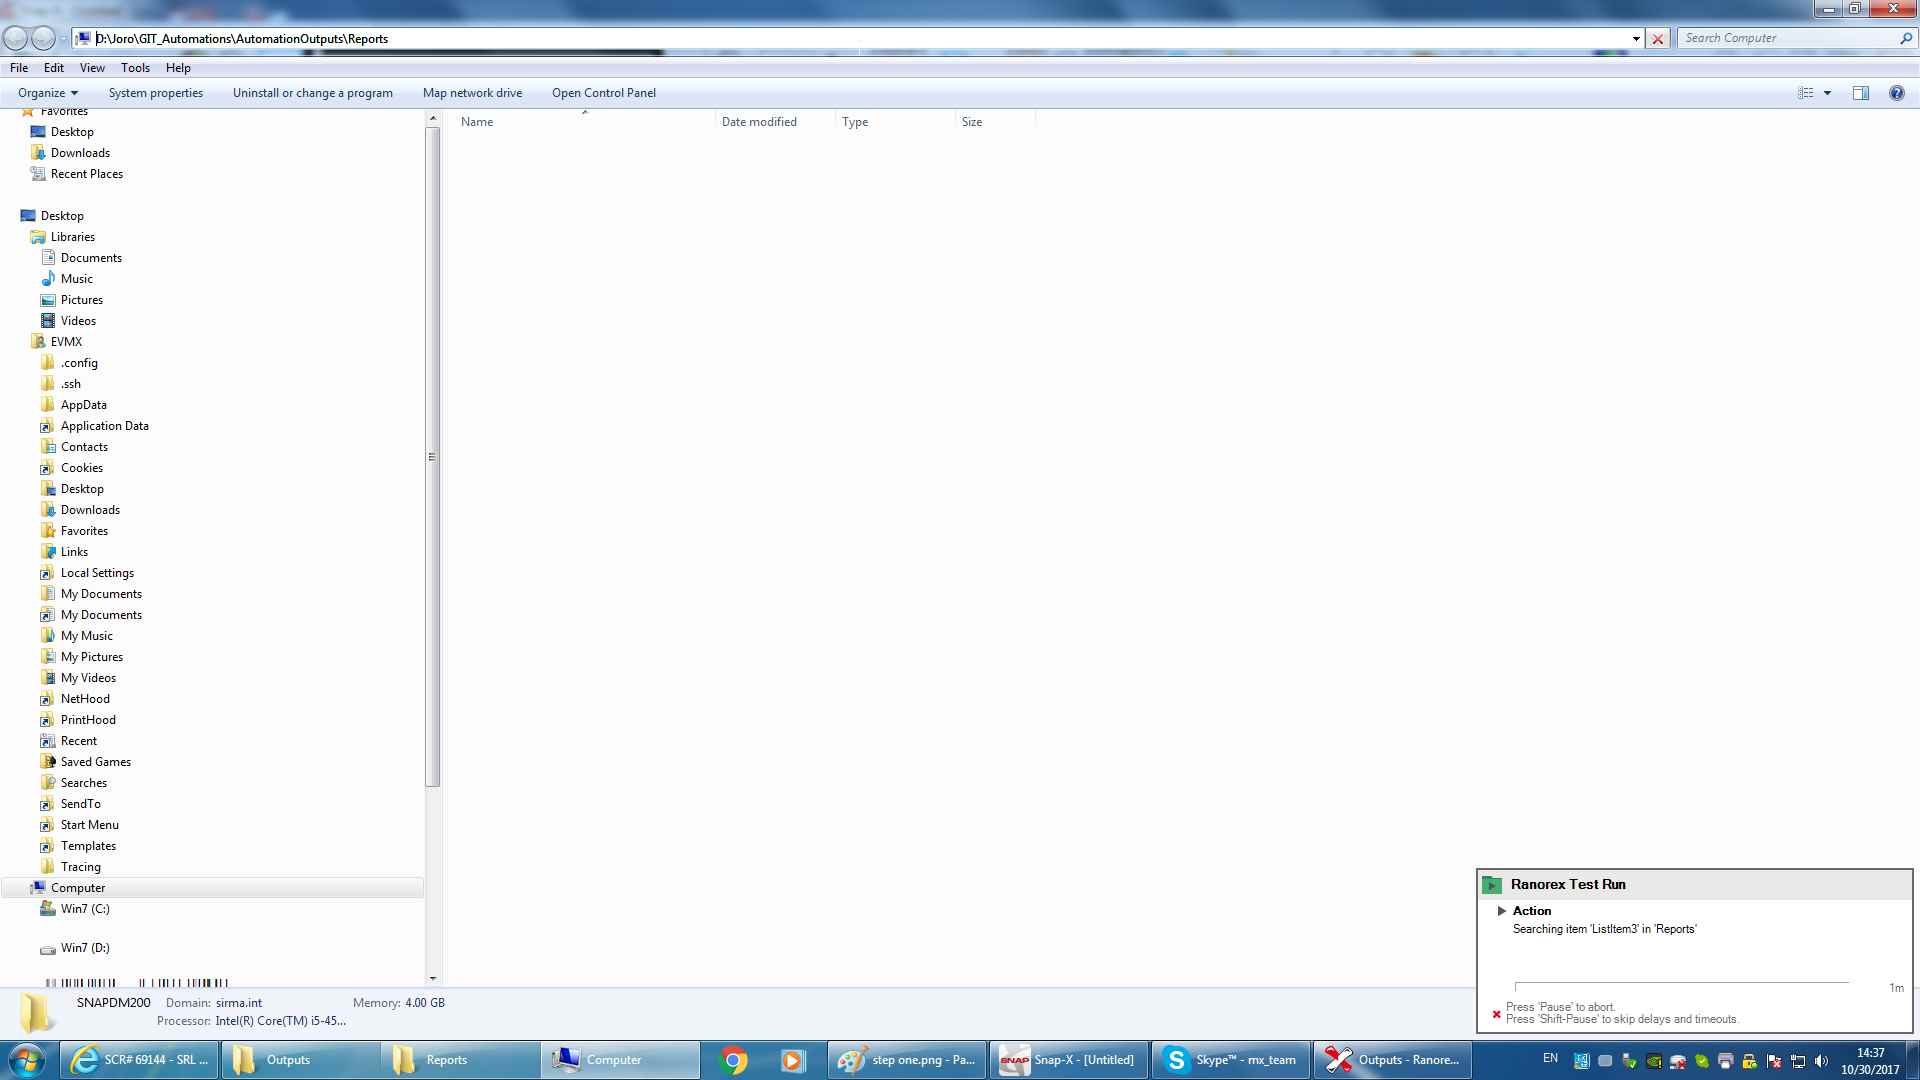 D:\Joro\GIT_Automations\AutomationOutputs\Reports
Search Computer
File Edit View Tools Help
Organize System properties Uninstall or change a program Map network drive Open Control Panel
Name Date modified Type Size
Favorites
Desktop
Downloads
Recent Places
Desktop
Libraries
Documents
Music
Pictures
Videos
EVMX
.config
.ssh
AppData
Application Data
Contacts
Cookies
Desktop
Downloads
Favorites
Links
Local Settings
My Documents
My Documents
My Music
My Pictures
My Videos
NetHood
PrintHood
Recent
Saved Games
Searches
SendTo
Start Menu
Templates
Tracing
Computer
Win7 (C:)
Win7 (D:)
Ranorex Test Run
Action
Searching item 'ListItem3' in 'Reports'
1m
Press 'Pause' to abort.
Press 'Shift-Pause' to skip delays and timeouts.
SNAPDM200 Domain: sirma.int Memory: 4.00 GB
Processor: Intel(R) Core(TM) i5-45...
SCR# 69144 - SRL ... Outputs Reports Computer step one.png - Pa... SNAP Snap-X - [Untitled] Skype™ - mx_team Outputs - Ranore... EN 14:37
10/30/2017